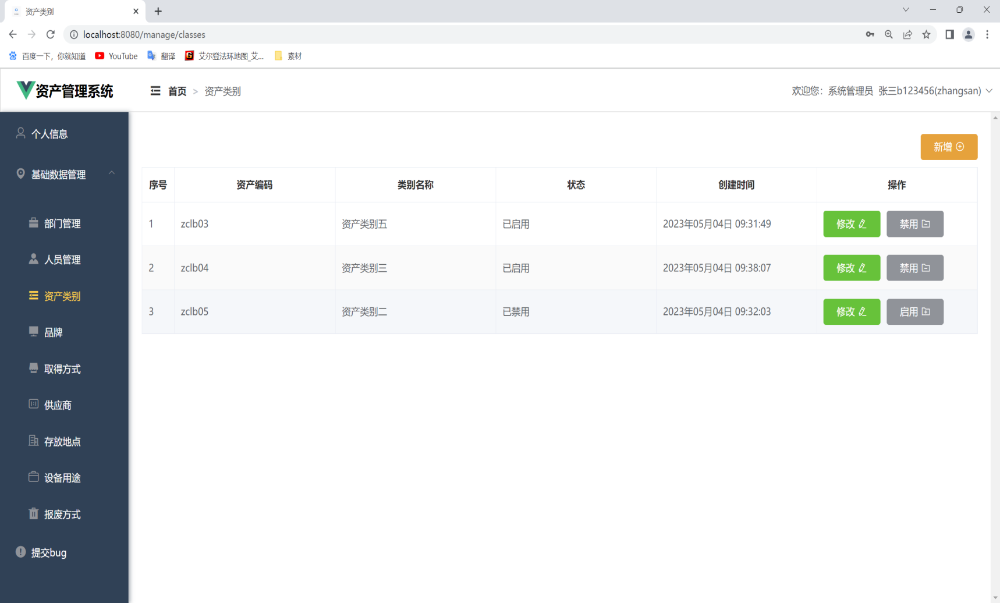 资产类别
localhost:8080/manage/classes
百度一下，你就知道 YouTube 翻译 艾尔登法环地图_艾... 素材
资产管理系统 首页 > 资产类别 欢迎您：系统管理员 张三b123456(zhangsan)
个人信息
基础数据管理
部门管理
人员管理
资产类别
品牌
取得方式
供应商
存放地点
设备用途
报废方式
提交bug
新增
序号 资产编码 类别名称 状态 创建时间 操作
1 zclb03 资产类别五 已启用 2023年05月04日 09:31:49 修改 禁用
2 zclb04 资产类别三 已启用 2023年05月04日 09:38:07 修改 禁用
3 zclb05 资产类别二 已禁用 2023年05月04日 09:32:03 修改 启用